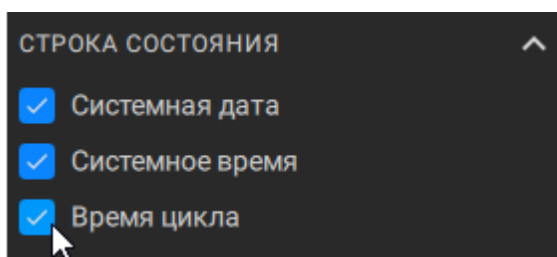 СТРОКА СОСТОЯНИЯ
Системная дата
Системное время
Время цикла